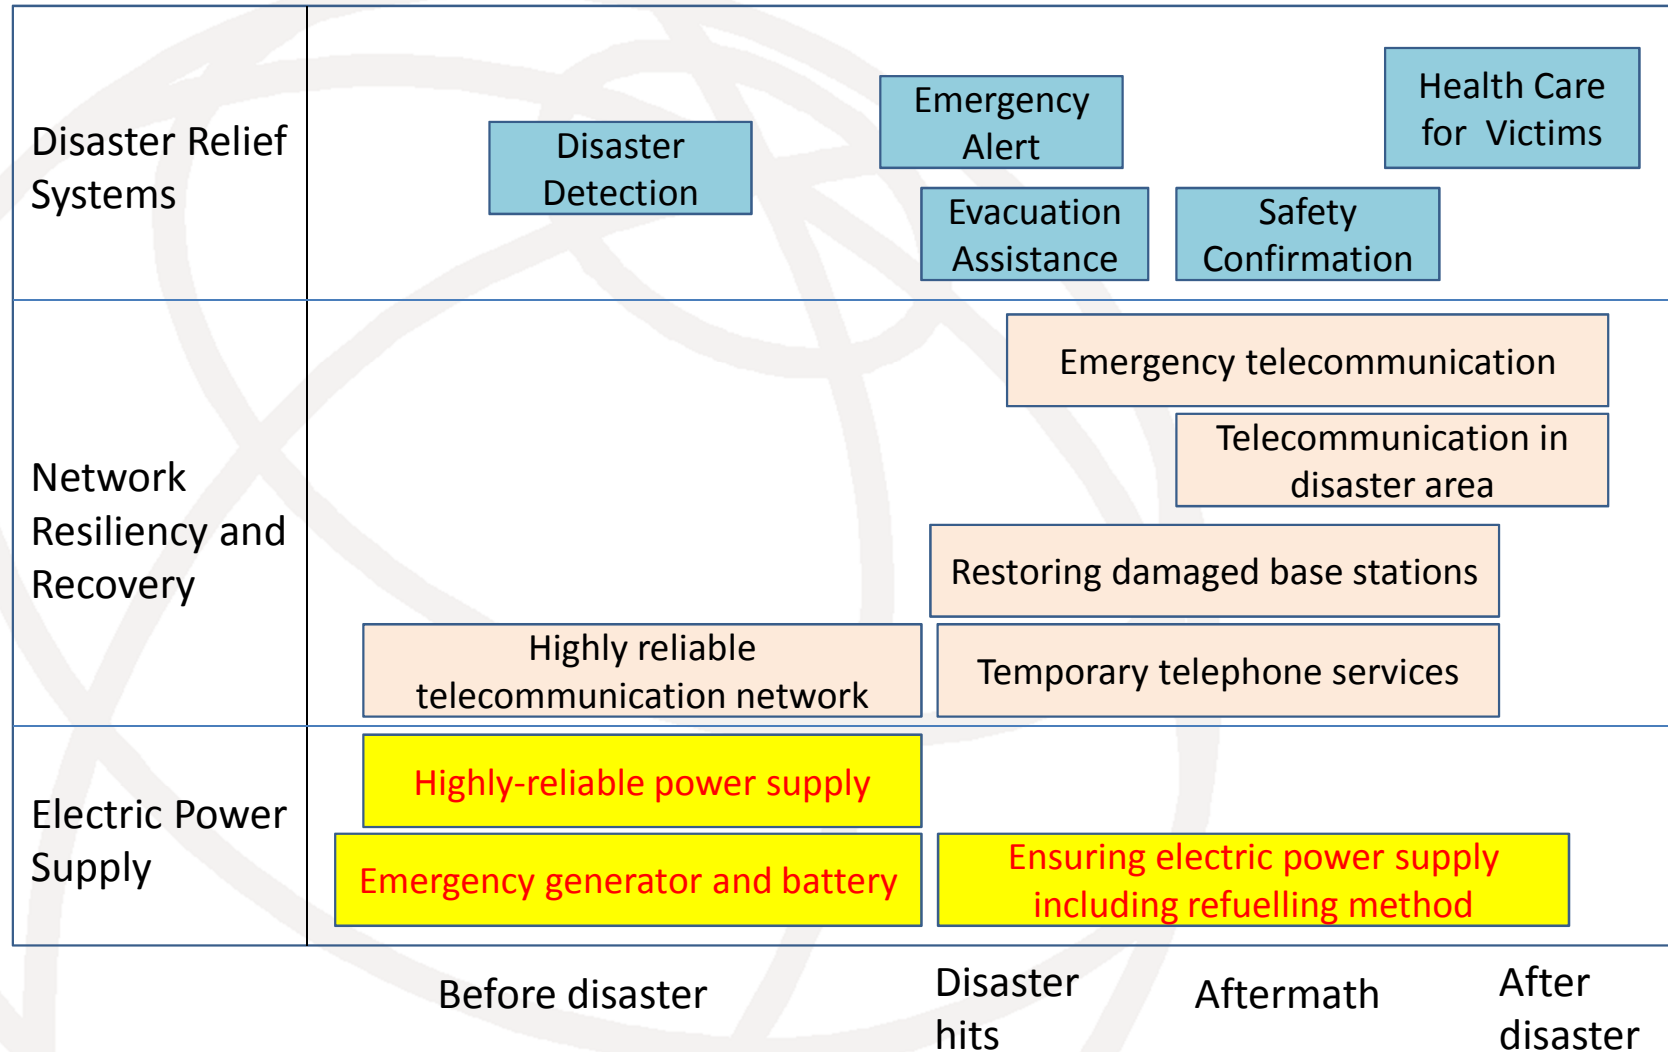 Disaster Relief
Systems
Disaster
Detection
Emergency
Alert
Evacuation
Assistance
Safety
Confirmation
Health Care
for Victims
Network
Resiliency and
Recovery
Emergency telecommunication
Telecommunication in
disaster area
Restoring damaged base stations
Highly reliable
telecommunication network
Temporary telephone services
Electric Power
Supply
Highly-reliable power supply
Emergency generator and battery
Ensuring electric power supply
including refuelling method
Before disaster
Disaster
hits
Aftermath
After
disaster